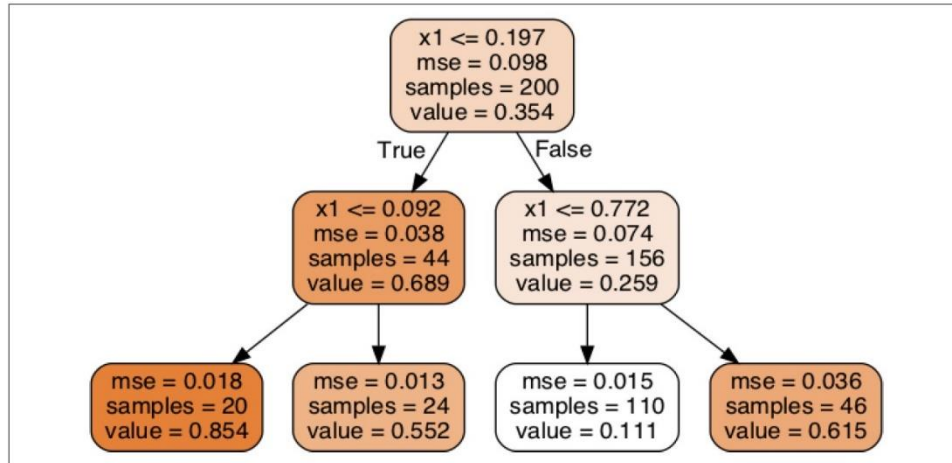 x1 <= 0.197
mse = 0.098
samples = 200
value = 0.354
True
False
x1 <= 0.092
mse = 0.038
samples = 44
value = 0.689
x1 <= 0.772
mse = 0.074
samples = 156
value = 0.259
mse = 0.018
samples = 20
value = 0.854
mse = 0.013
samples = 24
value = 0.552
mse = 0.015
samples = 110
value = 0.111
mse = 0.036
samples = 46
value = 0.615